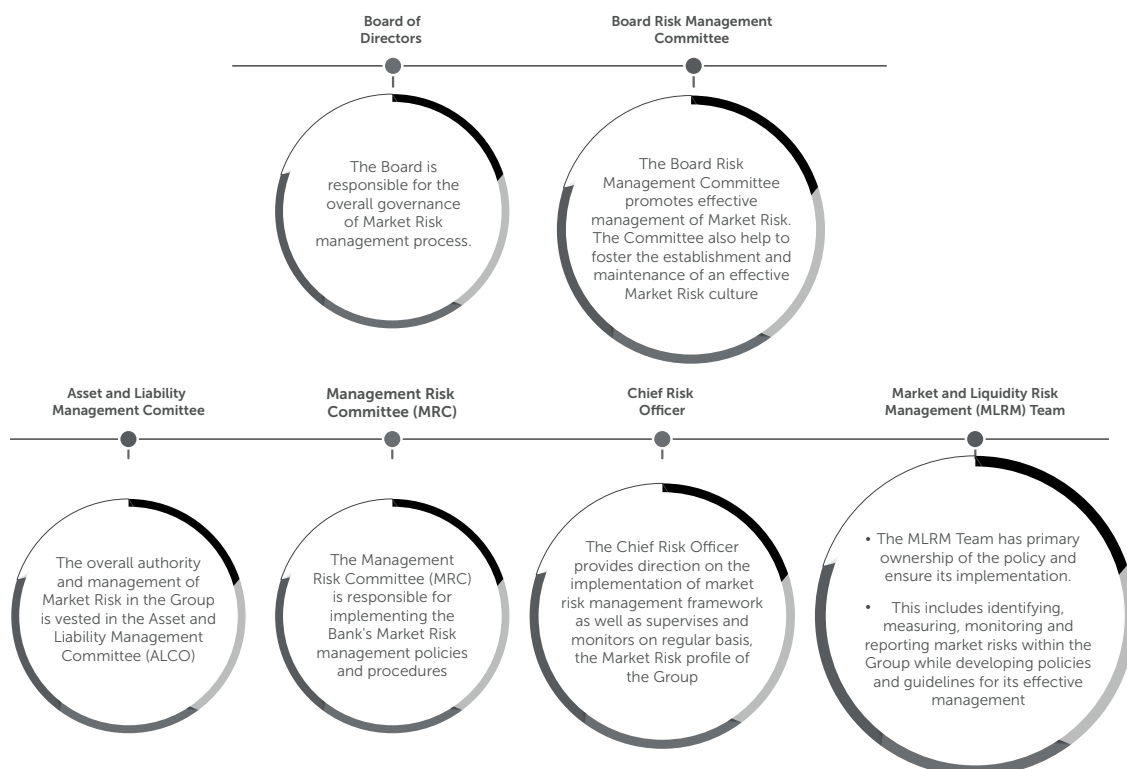 Board of
Directors
The Board is
responsible for the
overall governance
of Market Risk
management process.
Board Risk Management
Committee
The Board Risk
Management Committee
promotes effective
management of Market Risk.
The Committee also help to
foster the establishment and
maintenance of an effective
Market Risk culture
Asset and Liability
Management Comittee
The overall authority
and management of
Market Risk in the Group
is vested in the Asset and
Liability Management
Committee (ALCO)
Management Risk
Committee (MRC)
The Management
Risk Committee (MRC)
is responsible for
implementing the
Bank's Market Risk
management policies
and procedures
Chief Risk
Officer
The Chief Risk Officer
provides direction on the
implementation of market
risk management framework
as well as supervises and
monitors on regular basis,
the Market Risk profile of
the Group
Market and Liquidity Risk
Management (MLRM) Team
• The MLRM Team has primary
ownership of the policy and
ensure its implementation.
• This includes identifying,
measuring, monitoring and
reporting market risks within the
Group while developing policies
and guidelines for its effective
management